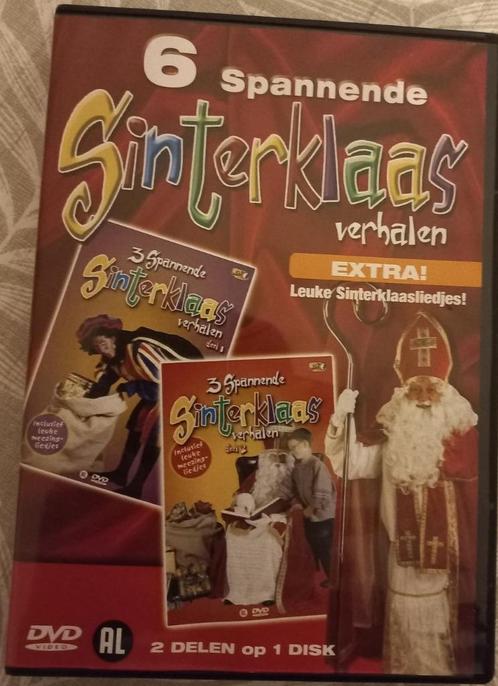 6 Spannende
Sinterklaas
verhalen
EXTRA!
Leuke Sinterklaasliedjes!
3 Spannende
Sinterklaas
verhalen
deel 1
Inclusief
leuke
meezing-
liedjes
DVD
3 Spannende
Sinterklaas
verhalen
deel 2
Inclusief
leuke
meezing-
liedjes
DVD
DVD
VIDEO
AL
2 DELEN op 1 DISK